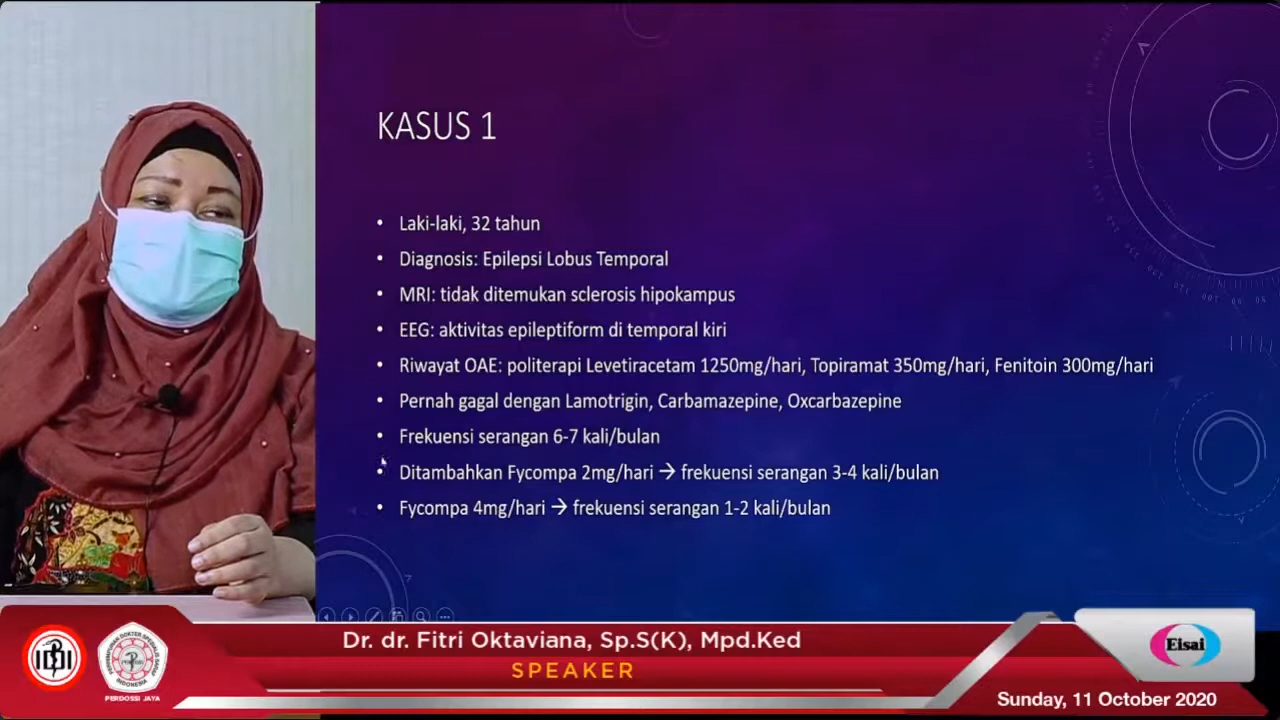 KASUS 1
• Laki-laki, 32 tahun
• Diagnosis: Epilepsi Lobus Temporal
• MRI: tidak ditemukan sclerosis hipokampus
• EEG: aktivitas epileptiform di temporal kiri
• Riwayat OAE: politerapi Levetiracetam 1250mg/hari, Topiramat 350mg/hari, Fenitoin 300mg/hari
• Pernah gagal dengan Lamotrigin, Carbamazepine, Oxcarbazepine
• Frekuensi serangan 6-7 kali/bulan
• Ditambahkan Fycompa 2mg/hari → frekuensi serangan 3-4 kali/bulan
• Fycompa 4mg/hari → frekuensi serangan 1-2 kali/bulan
Dr. dr. Fitri Oktaviana, Sp.S(K), Mpd.Ked
SPEAKER
PERDOSSI JAYA
Eisai
Sunday, 11 October 2020